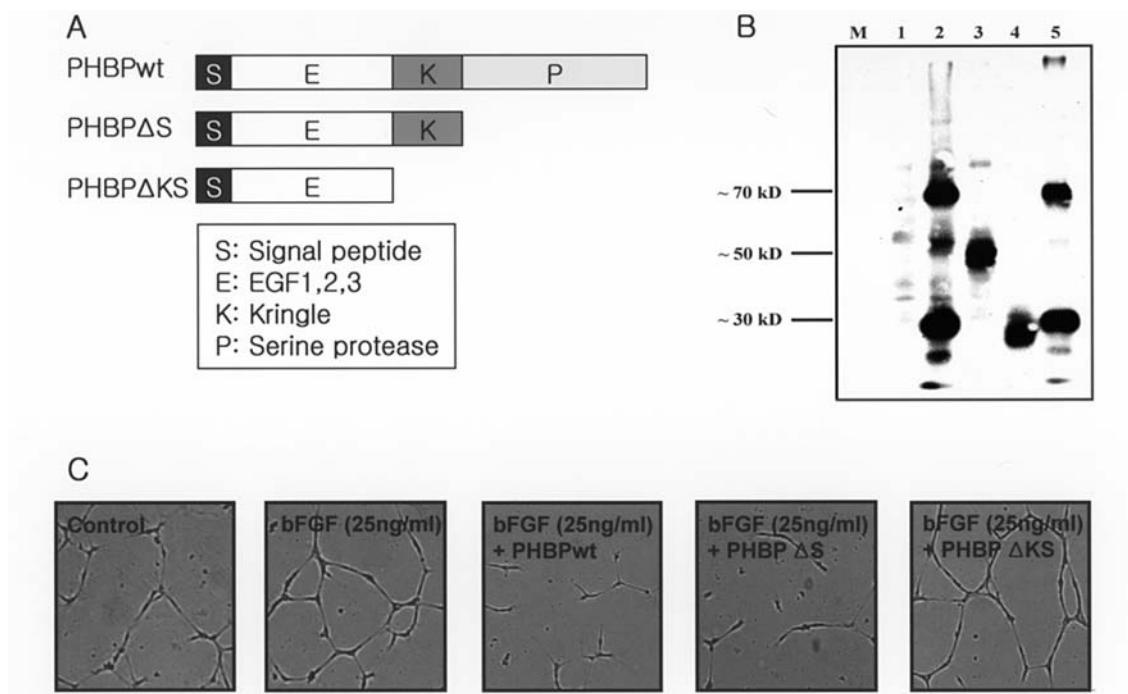 A
PHBPwt
S E K P
PHBPΔS
S E K
PHBPΔKS
S E
S: Signal peptide
E: EGF1,2,3
K: Kringle
P: Serine protease
B
M 1 2 3 4 5
~ 70 kD
~ 50 kD
~ 30 kD
C
Control
bFGF (25ng/ml)
bFGF (25ng/ml)
+ PHBPwt
bFGF (25ng/ml)
+ PHBP ΔS
bFGF (25ng/ml)
+ PHBP ΔKS